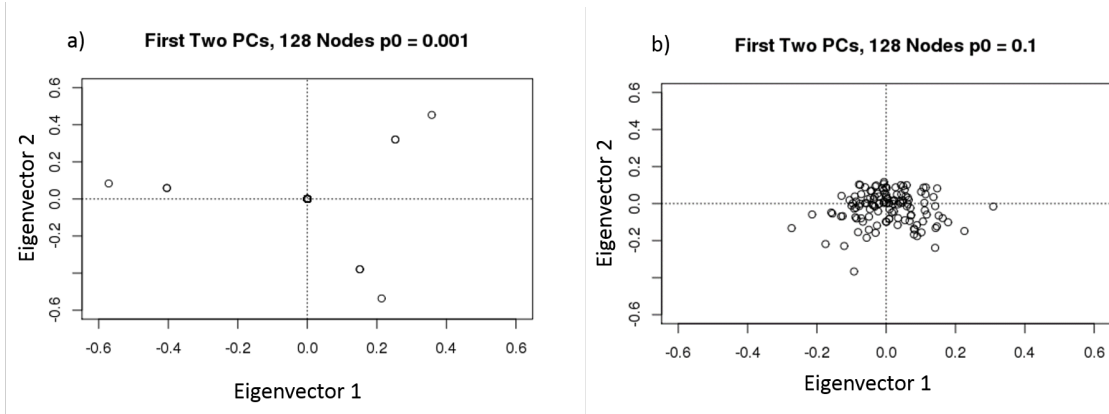 a) First Two PCs, 128 Nodes p0 = 0.001
Eigenvector 2
0.6
0.4
0.2
0.0
-0.2
-0.6
-0.6 -0.4 -0.2 0.0 0.2 0.4 0.6
Eigenvector 1
b) First Two PCs, 128 Nodes p0 = 0.1
Eigenvector 2
0.6
0.4
0.2
0.0
-0.2
-0.6
-0.6 -0.4 -0.2 0.0 0.2 0.4 0.6
Eigenvector 1